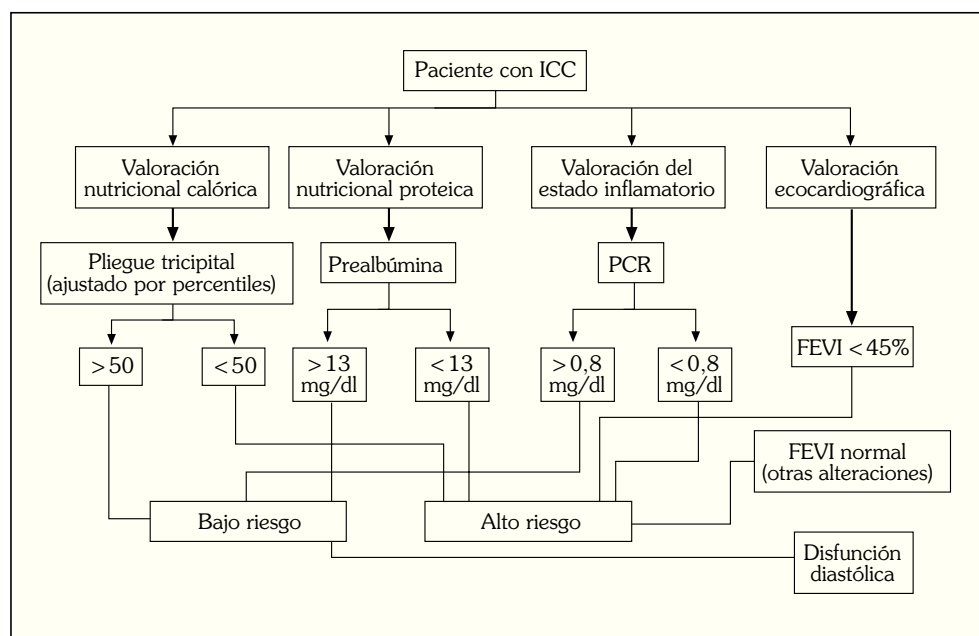 Paciente con ICC
Valoración
nutricional calórica
Valoración
nutricional proteica
Valoración del
estado inflamatorio
Valoración
ecocardiográfica
Pliegue tricipital
(ajustado por percentiles)
Prealbúmina
PCR
>50
<50
>13
mg/dl
<13
mg/dl
>0,8
mg/dl
<0,8
mg/dl
FEVI <45%
FEVI normal
(otras alteraciones)
Bajo riesgo
Alto riesgo
Disfunción
diastólica